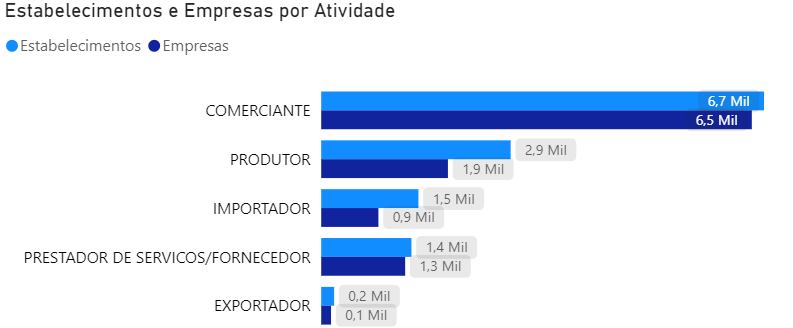 Estabelecimentos e Empresas por Atividade
Estabelecimentos Empresas
COMERCIANTE 6,7 Mil
6,5 Mil
PRODUTOR 2,9 Mil
1,9 Mil
IMPORTADOR 1,5 Mil
0,9 Mil
PRESTADOR DE SERVICOS/FORNECEDOR 1,4 Mil
1,3 Mil
EXPORTADOR 0,2 Mil
0,1 Mil